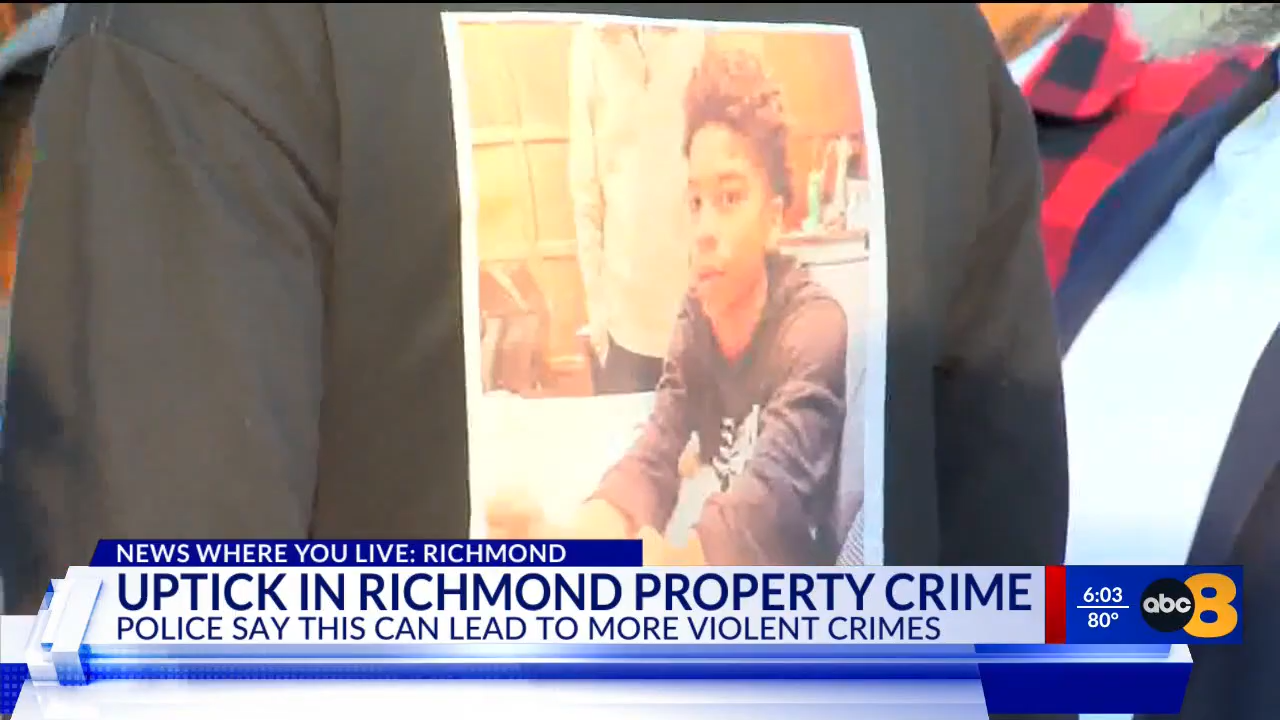 NEWS WHERE YOU LIVE: RICHMOND
UPTICK IN RICHMOND PROPERTY CRIME
POLICE SAY THIS CAN LEAD TO MORE VIOLENT CRIMES
6:03
80°
abc 8